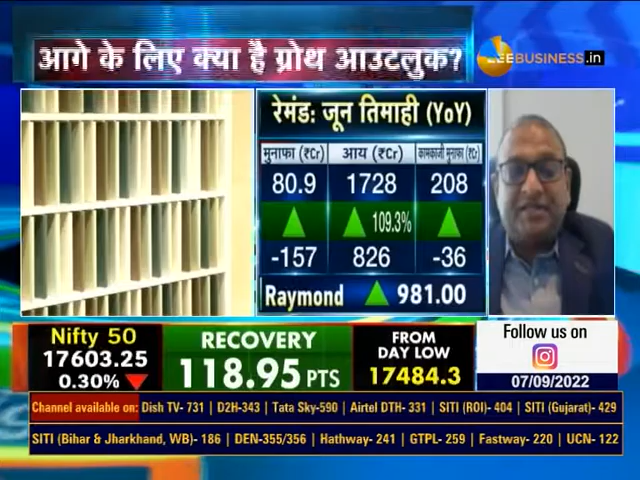 आगे के लिए क्या है ग्रोथ आउटलुक?
ZEEBUSINESS.in
रेमंड: जून तिमाही (YoY)
मुनाफा (₹Cr) आय (₹Cr) कामकाजी मुनाफा (₹Cr)
80.9 1728 208
109.3%
-157 826 -36
Raymond 981.00
Nifty 50
17603.25
0.30%
RECOVERY
118.95 PTS
FROM
DAY LOW
17484.3
Follow us on
07/09/2022
Channel available on: Dish TV- 731 | D2H-343 | Tata Sky-590 | Airtel DTH- 331 | SITI (ROI)- 404 | SITI (Gujarat)- 429
SITI (Bihar & Jharkhand, WB)- 186 | DEN-355/356 | Hathway- 241 | GTPL- 259 | Fastway- 220 | UCN- 122